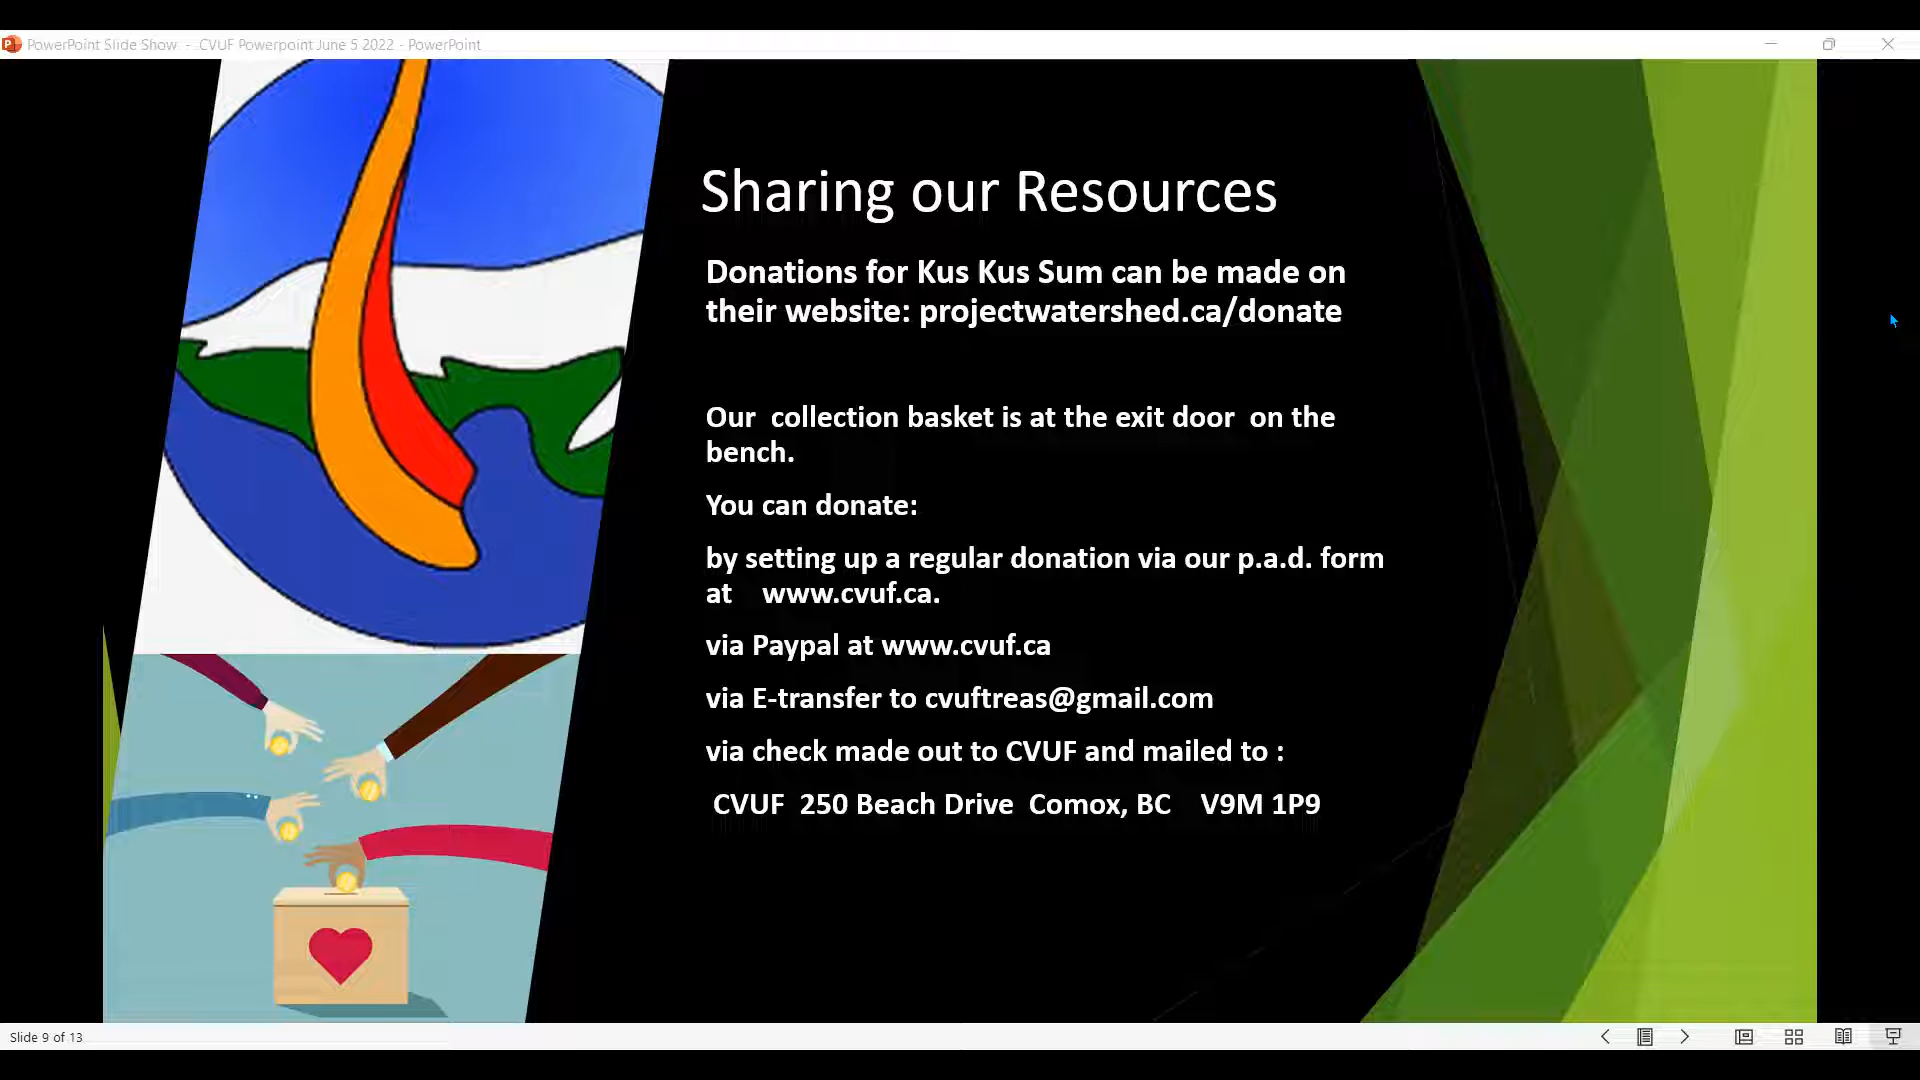 PowerPoint Slide Show - CVUF Powerpoint June 5 2022 - PowerPoint
Sharing our Resources
Donations for Kus Kus Sum can be made on
their website: projectwatershed.ca/donate
Our collection basket is at the exit door on the
bench.
You can donate:
by setting up a regular donation via our p.a.d. form
at www.cvuf.ca.
via Paypal at www.cvuf.ca
via E-transfer to cvuftreas@gmail.com
via check made out to CVUF and mailed to :
CVUF 250 Beach Drive Comox, BC V9M 1P9
Slide 9 of 13